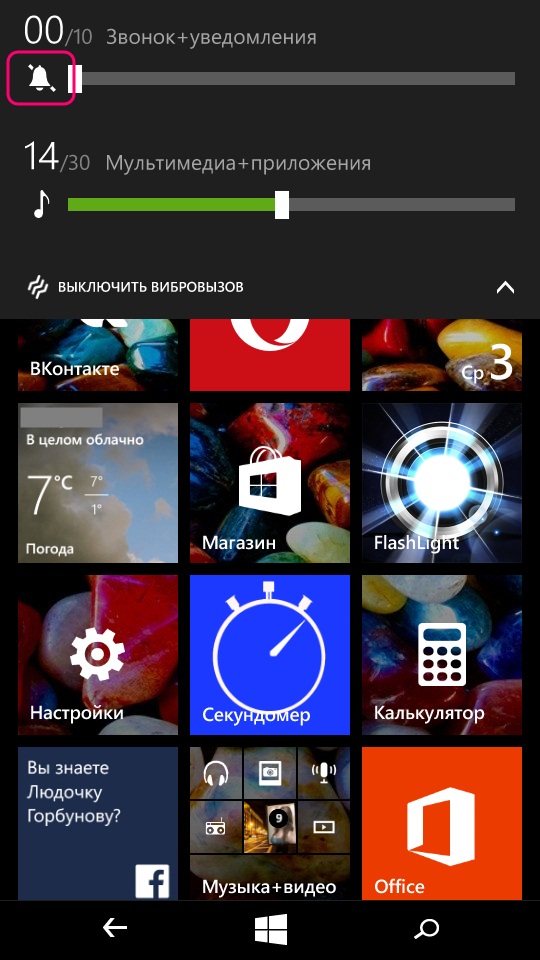 00/10 Звонок+уведомления
14/30 Мультимедиа+приложения
ВЫКЛЮЧИТЬ ВИБРОВЫЗОВ
ВКонтакте
Ср 3
В целом облачно
7°C
7°
1°
Погода
Магазин
FlashLight
Настройки
Секундомер
Калькулятор
Вы знаете
Людочку
Горбунову?
9
Музыка+видео
Office